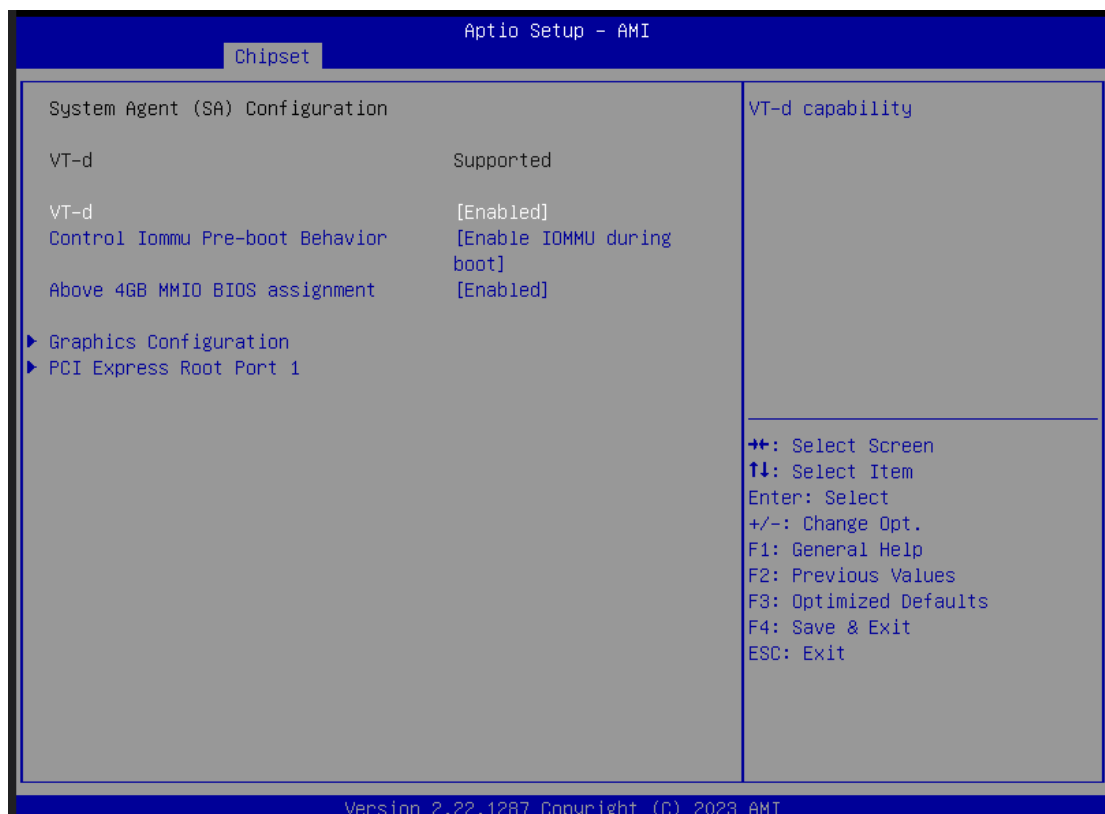 Aptio Setup - AMI
Chipset
System Agent (SA) Configuration
VT-d Supported
VT-d [Enabled]
Control Iommu Pre-boot Behavior [Enable IOMMU during
boot]
Above 4GB MMIO BIOS assignment [Enabled]
Graphics Configuration
PCI Express Root Port 1
VT-d capability
→←: Select Screen
↑↓: Select Item
Enter: Select
+/-: Change Opt.
F1: General Help
F2: Previous Values
F3: Optimized Defaults
F4: Save & Exit
ESC: Exit
Version 2.22.1287 Copyright (C) 2023 AMI